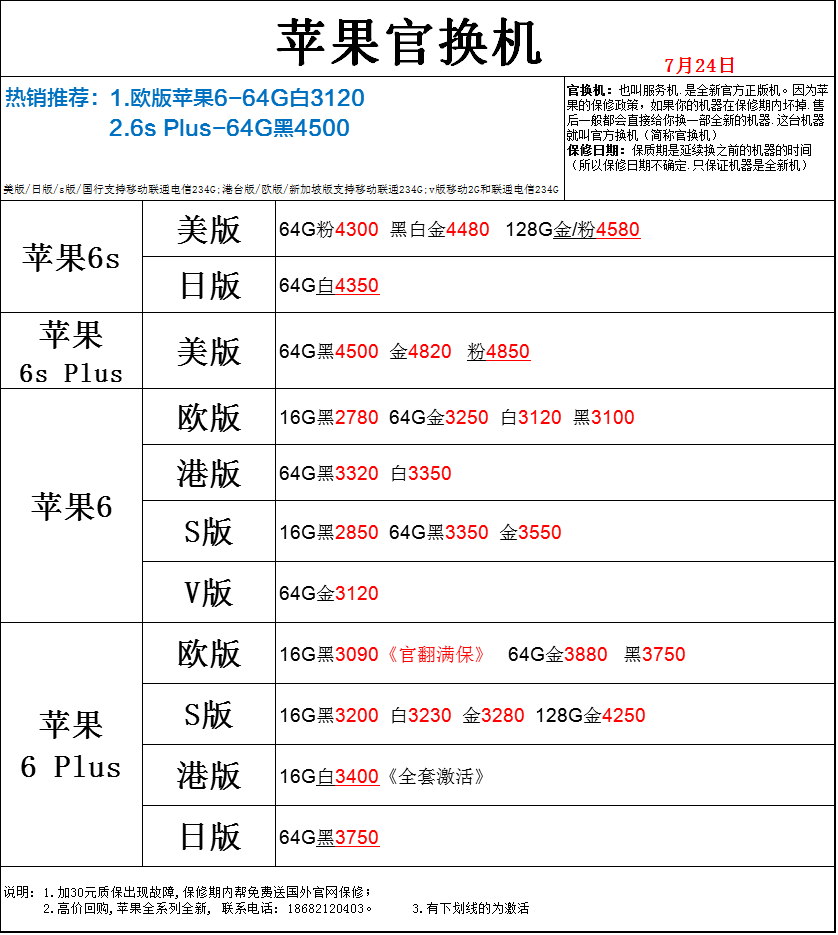 苹果官换机
7月24日
热销推荐：1.欧版苹果6-64G白3120
2.6s Plus-64G黑4500
美版/日版/s版/国行支持移动联通电信234G;港台版/欧版/新加坡版支持移动联通234G;v版移动2G和联通电信234G
官换机：也叫服务机.是全新官方正版机。因为苹
果的保修政策，如果你的机器在保修期内坏掉.售
后一般都会直接给你换一部全新的机器.这台机器
就叫官方换机（简称官换机）
保修日期：保质期是延续换之前的机器的时间
（所以保修日期不确定.只保证机器是全新机）
苹果6s
美版
64G粉4300 黑白金4480 128G金/粉4580
日版
64G白4350
苹果
6s Plus
美版
64G黑4500 金4820 粉4850
苹果6
欧版
16G黑2780 64G金3250 白3120 黑3100
港版
64G黑3320 白3350
S版
16G黑2850 64G黑3350 金3550
V版
64G金3120
苹果
6 Plus
欧版
16G黑3090《官翻满保》 64G金3880 黑3750
S版
16G黑3200 白3230 金3280 128G金4250
港版
16G白3400《全套激活》
日版
64G黑3750
说明：1.加30元质保出现故障,保修期内帮免费送国外官网保修;
2.高价回购,苹果全系列全新, 联系电话: 18682120403。 3.有下划线的为激活